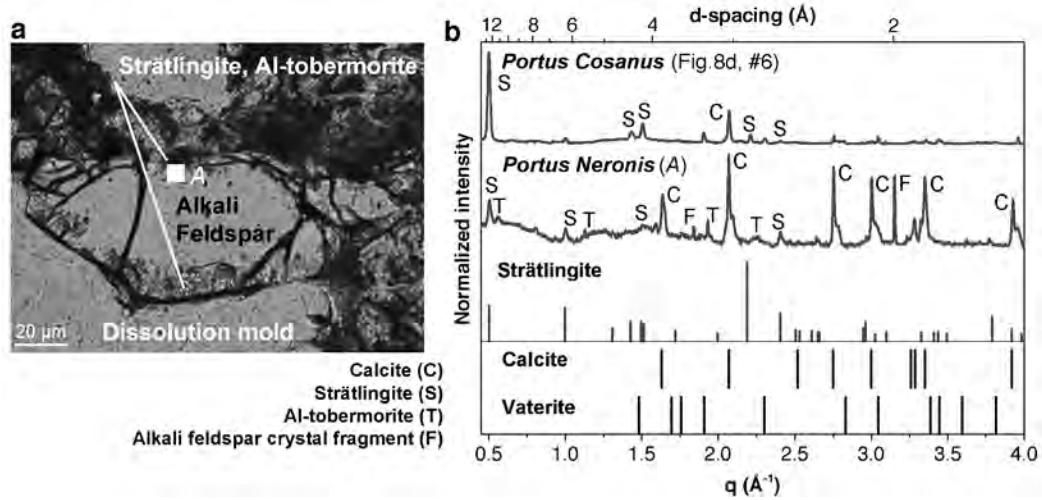 a
Strätlingite, Al-tobermorite
A
Alkali
Feldspar
20 µm
Dissolution mold
Calcite (C)
Strätlingite (S)
Al-tobermorite (T)
Alkali feldspar crystal fragment (F)
b
d-spacing (Å)
12 8 6 4 2
Portus Cosanus (Fig.8d, #6)
S S S C S S
Portus Neronis (A)
S T S T S C F T C T S C C F C C
Normalized intensity
Strätlingite
Calcite
Vaterite
0.5 1.0 1.5 2.0 2.5 3.0 3.5 4.0
q (Å⁻¹)